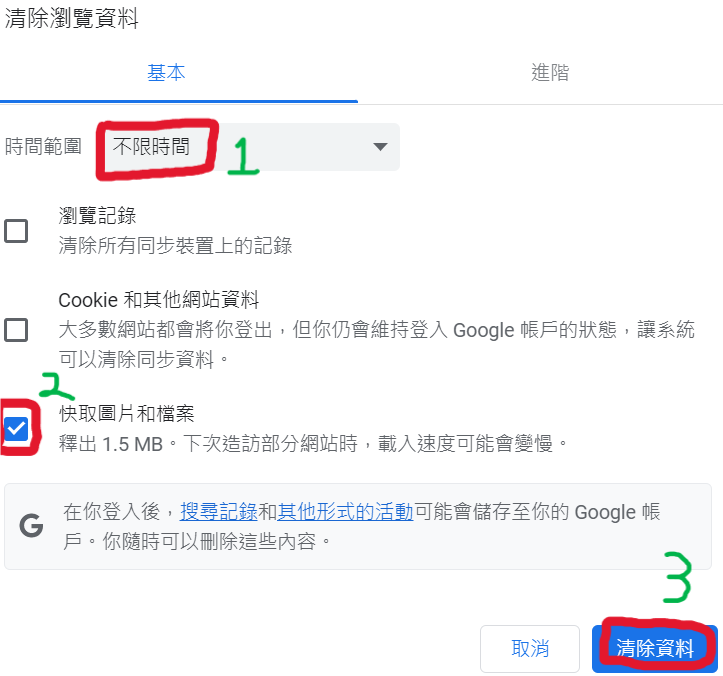 清除瀏覽資料
基本
進階
時間範圍
不限時間
1
瀏覽記錄
清除所有同步裝置上的記錄
Cookie 和其他網站資料
大多數網站都會將你登出，但你仍會維持登入 Google 帳戶的狀態，讓系統
可以清除同步資料。
2
快取圖片和檔案
釋出 1.5 MB。下次造訪部分網站時，載入速度可能會變慢。
G
在你登入後，搜尋記錄和其他形式的活動可能會儲存至你的 Google 帳
戶。你隨時可以刪除這些內容。
3
取消
清除資料